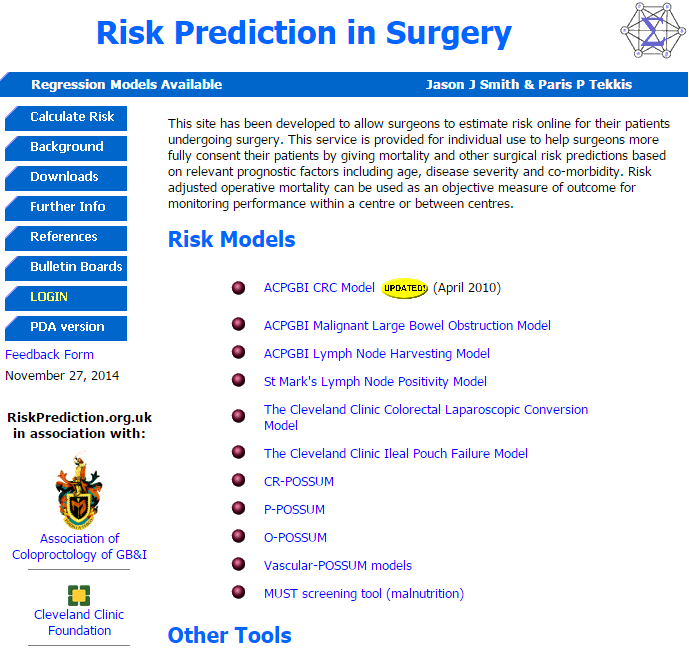 Risk Prediction in Surgery
Regression Models Available
Jason J Smith & Paris P Tekkis
Calculate Risk
Background
Downloads
Further Info
References
Bulletin Boards
LOGIN
PDA version
Feedback Form
November 27, 2014
RiskPrediction.org.uk
in association with:
Association of
Coloproctology of GB&I
Cleveland Clinic
Foundation
This site has been developed to allow surgeons to estimate risk online for their patients
undergoing surgery. This service is provided for individual use to help surgeons more
fully consent their patients by giving mortality and other surgical risk predictions based
on relevant prognostic factors including age, disease severity and co-morbidity. Risk
adjusted operative mortality can be used as an objective measure of outcome for
monitoring performance within a centre or between centres.
Risk Models
ACPGBI CRC Model UPDATED! (April 2010)
ACPGBI Malignant Large Bowel Obstruction Model
ACPGBI Lymph Node Harvesting Model
St Mark's Lymph Node Positivity Model
The Cleveland Clinic Colorectal Laparoscopic Conversion
Model
The Cleveland Clinic Ileal Pouch Failure Model
CR-POSSUM
P-POSSUM
O-POSSUM
Vascular-POSSUM models
MUST screening tool (malnutrition)
Other Tools